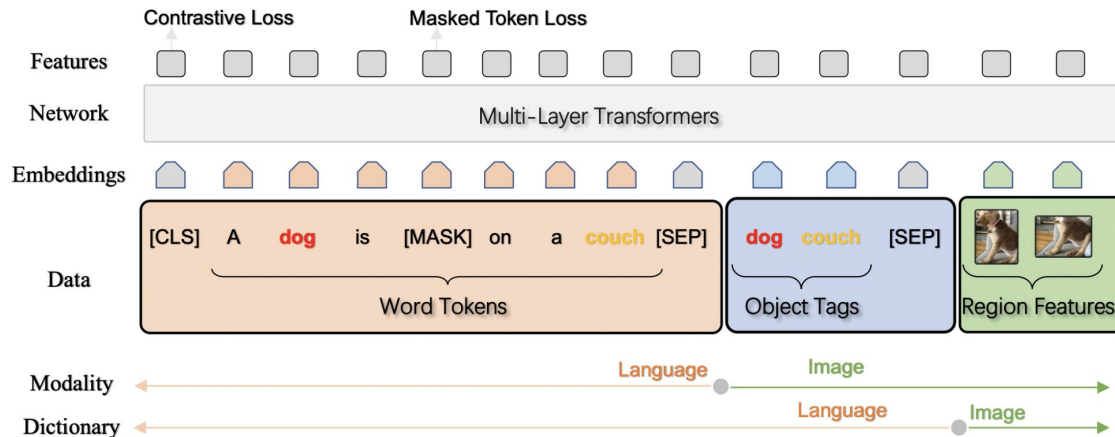 Contrastive Loss Masked Token Loss
Features
Network Multi-Layer Transformers
Embeddings
Data [CLS] A dog is [MASK] on a couch [SEP] dog couch [SEP]
Word Tokens Object Tags Region Features
Modality Language Image
Dictionary Language Image